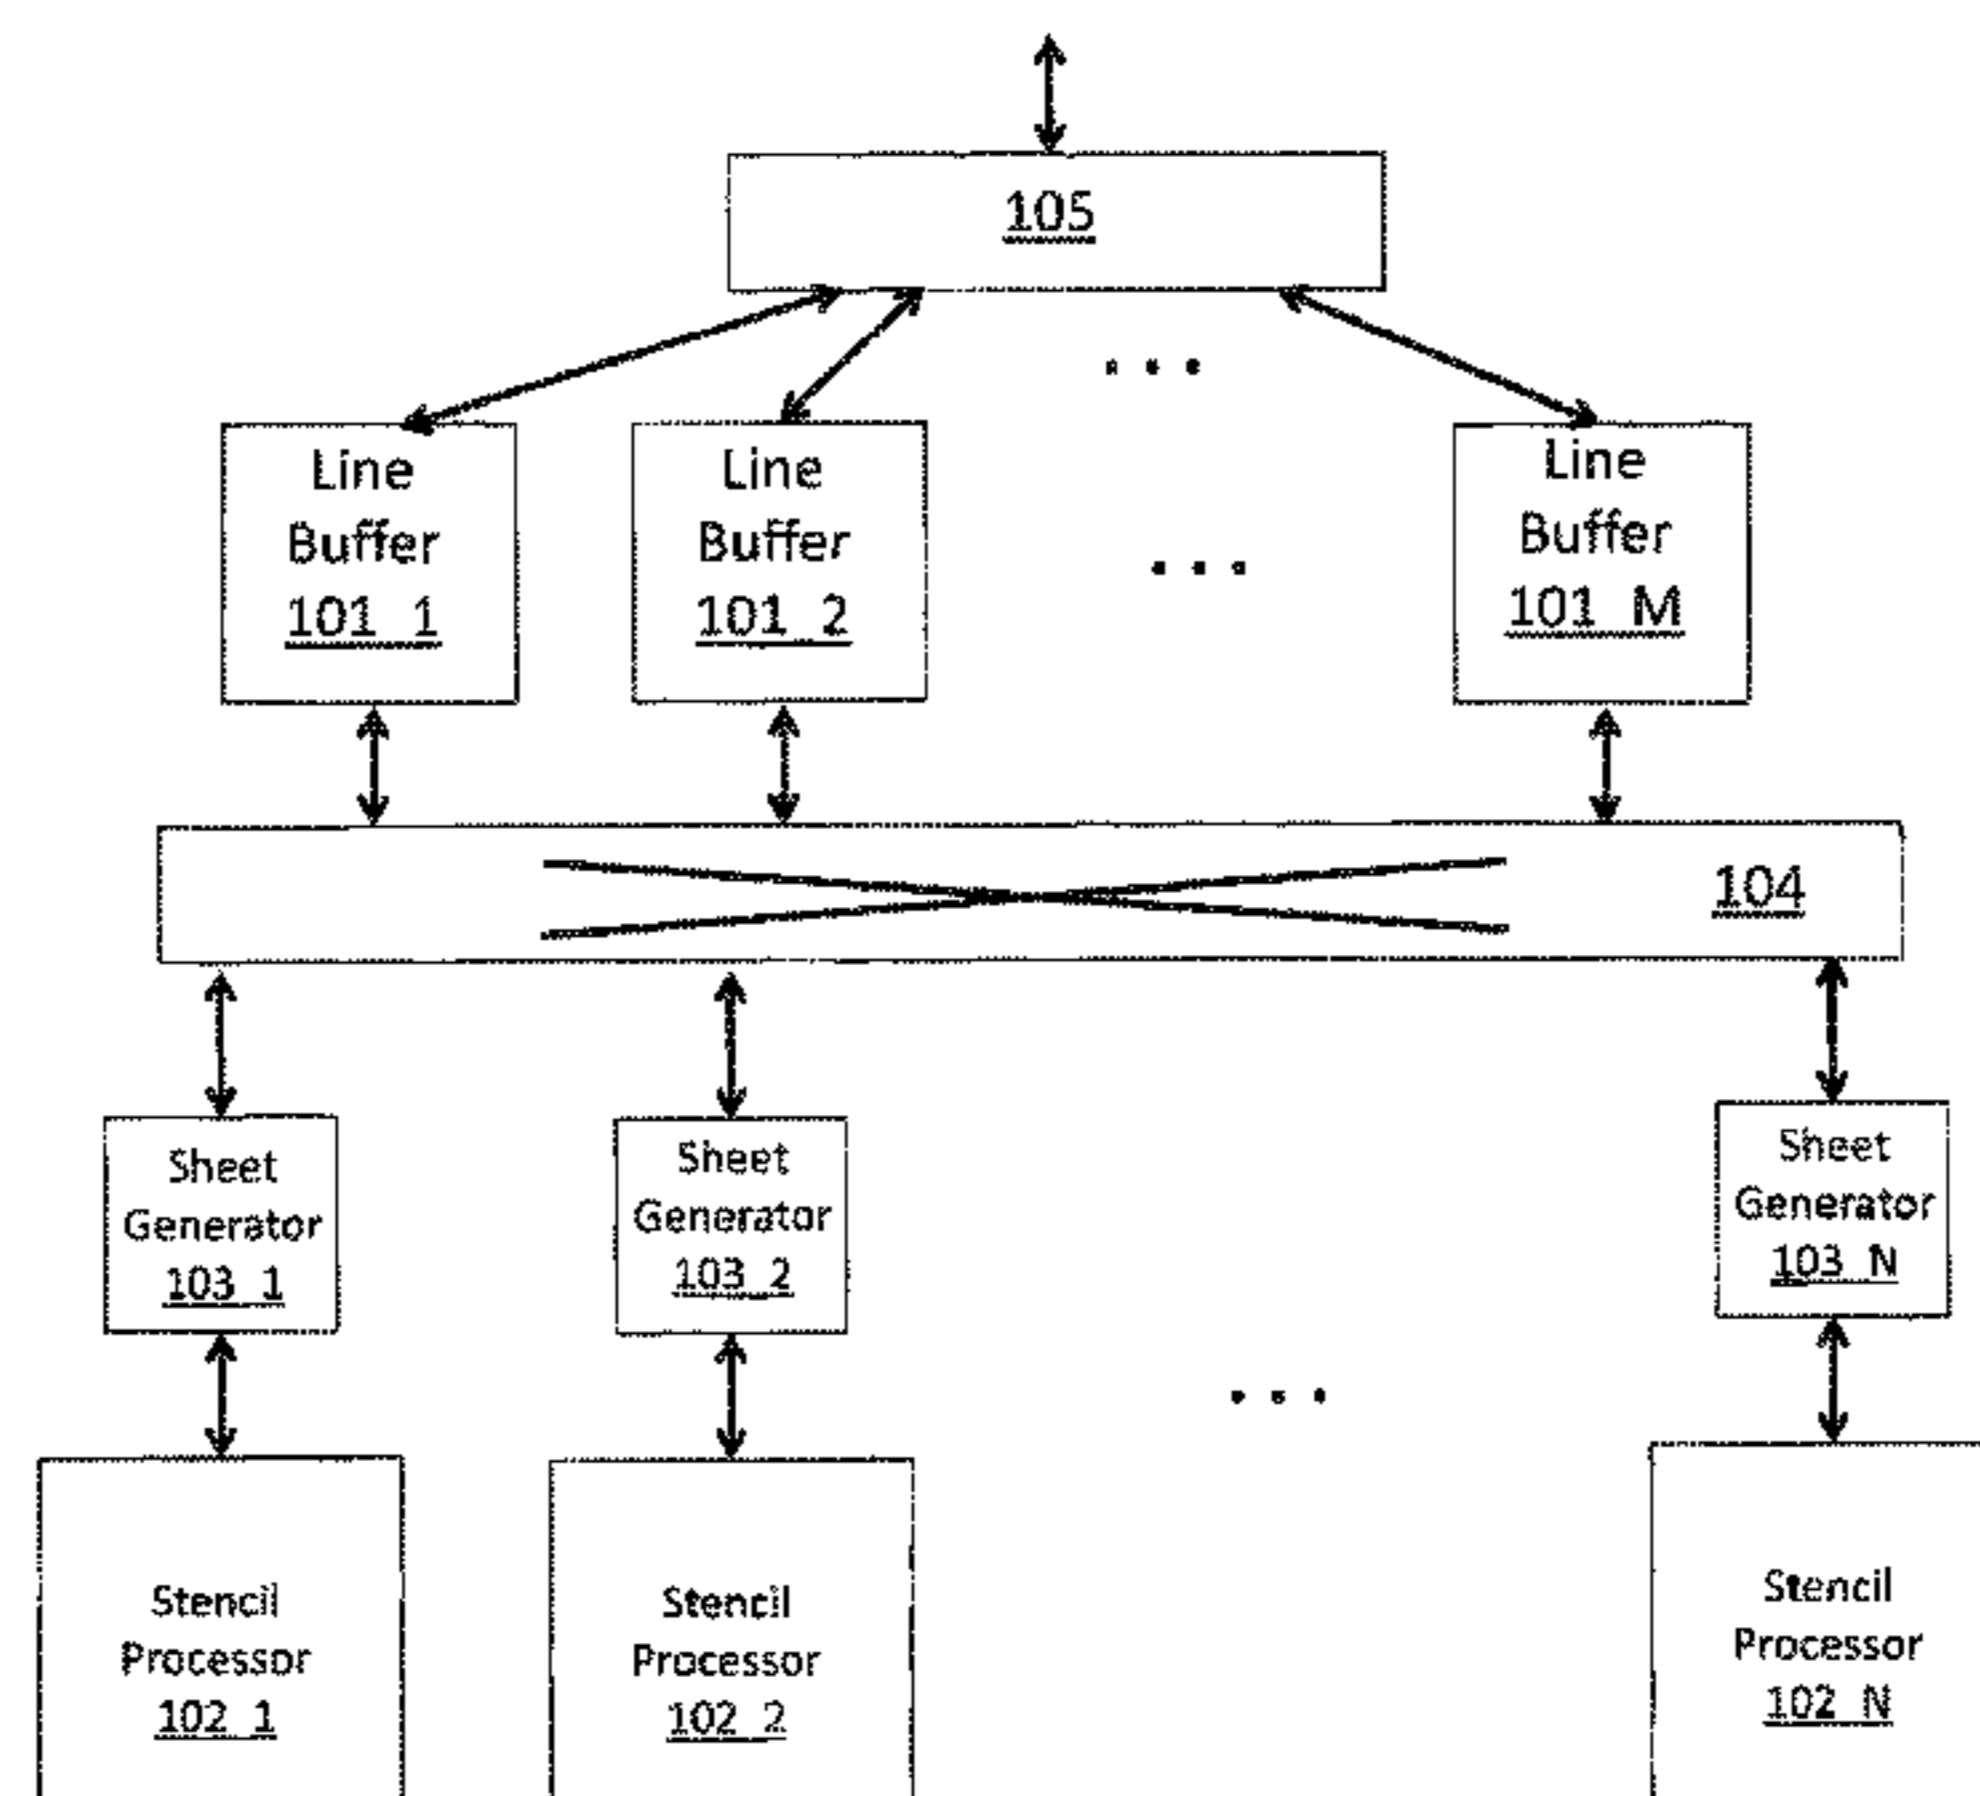 105
Line
Buffer
101_1
Line
Buffer
101_2
. . .
. . .
Line
Buffer
101_M
104
Sheet
Generator
103_1
Sheet
Generator
103_2
Sheet
Generator
103_N
. . .
Stencil
Processor
102_1
Stencil
Processor
102_2
Stencil
Processor
102_N